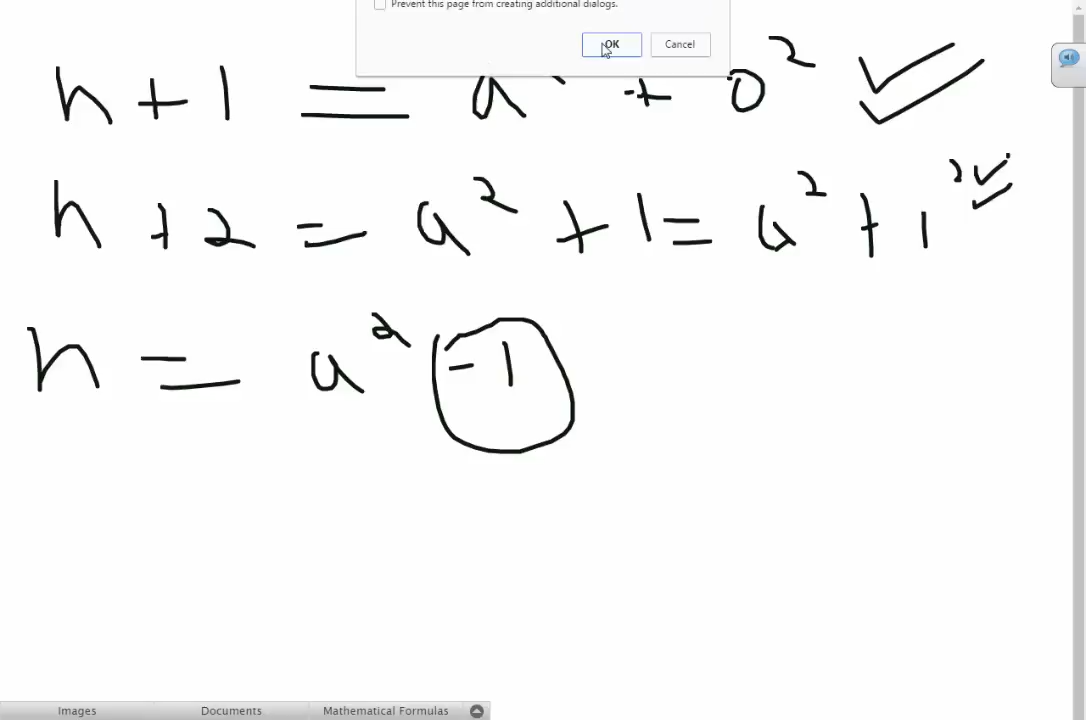 Prevent this page from creating additional dialogs.
OK Cancel
n + 1 = a² + 0²
n + 2 = a² + 1 = a² + 1²
n = a² - 1
Images Documents Mathematical Formulas